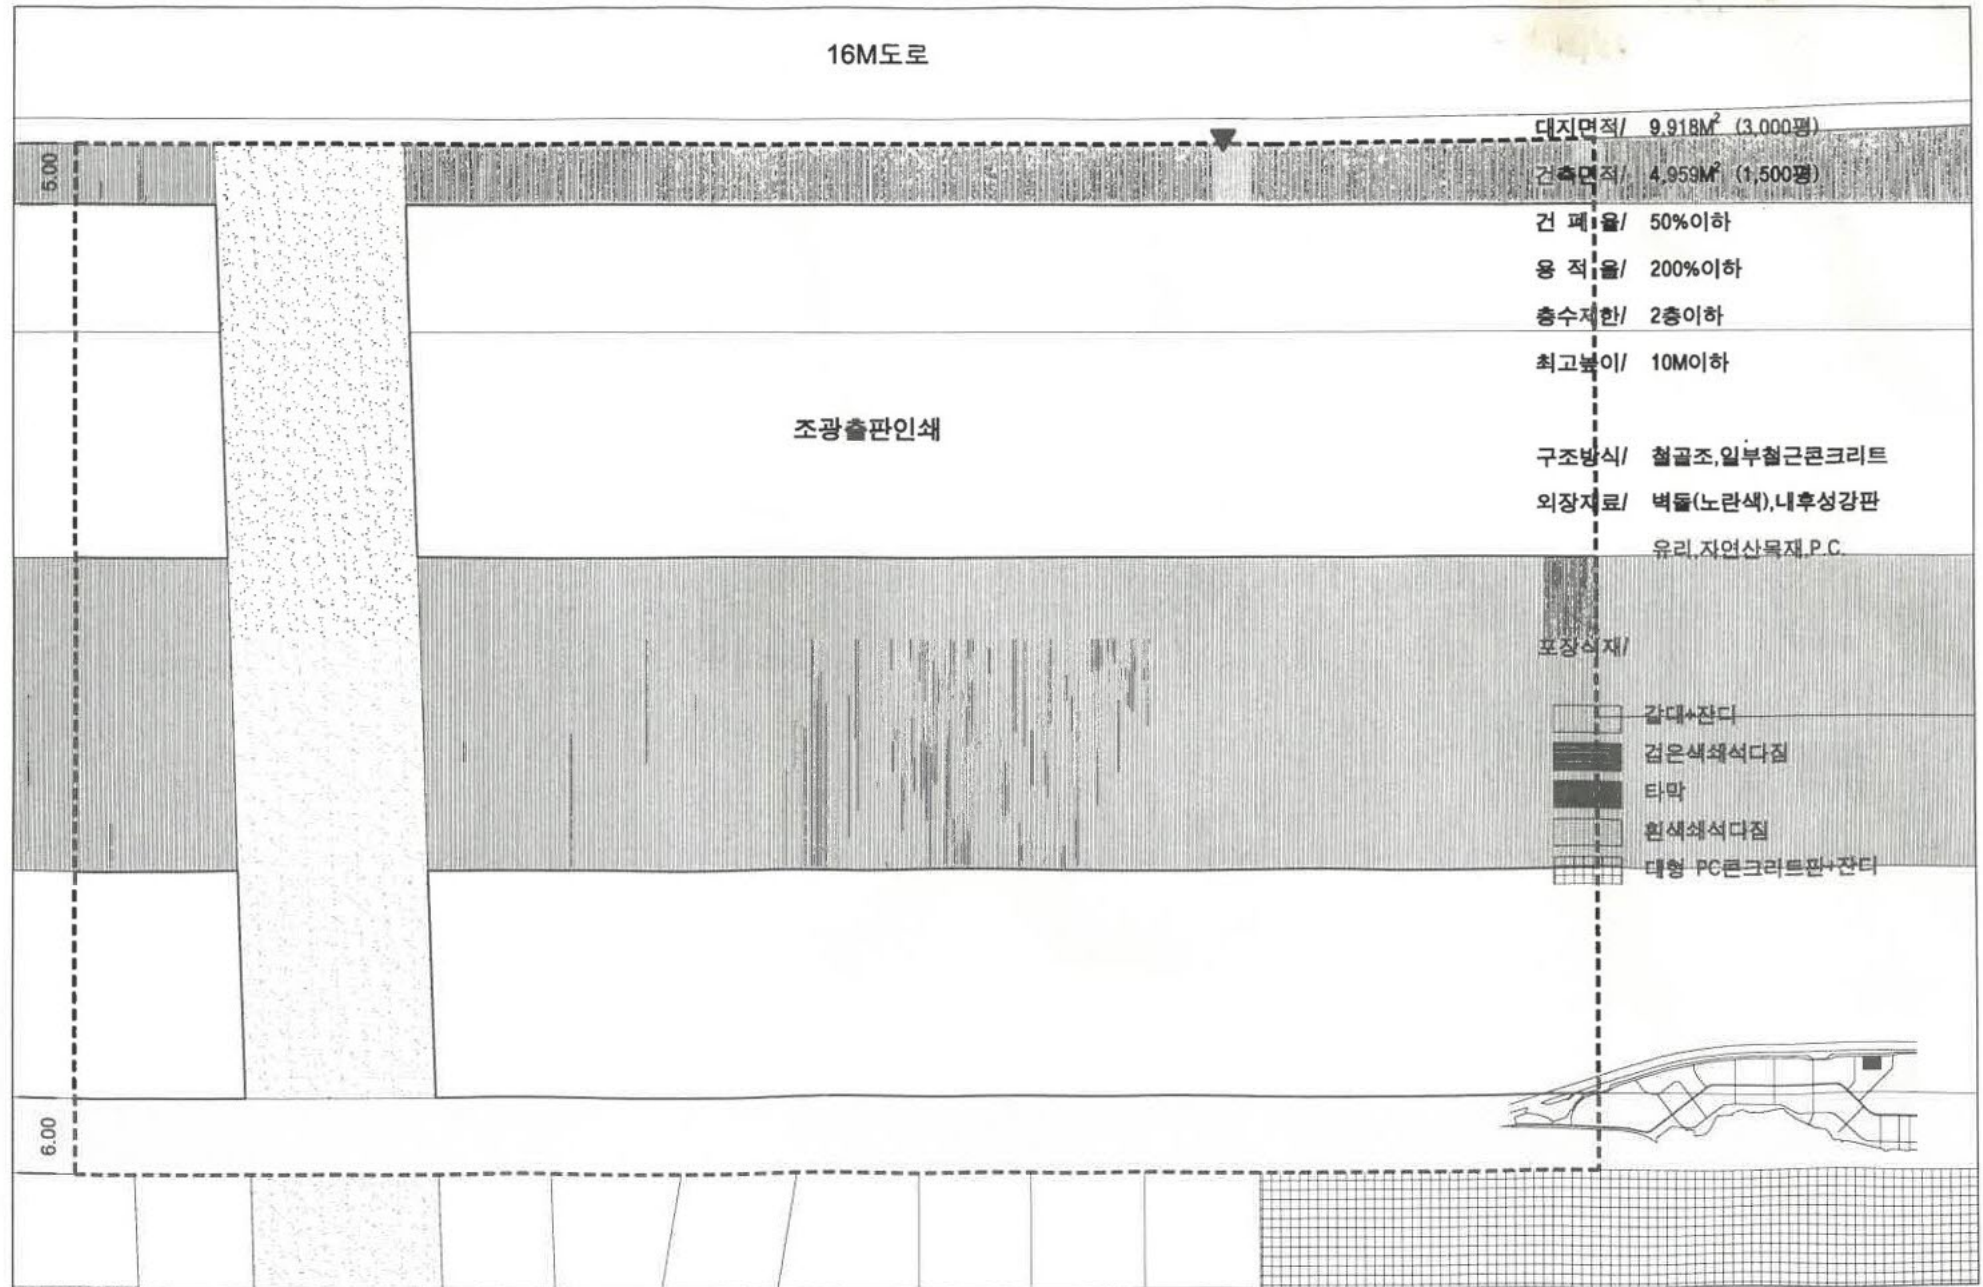 16M도로
대지면적/ 9.918M² (3,000평)
5.00
건축면적/ 4,959M² (1,500평)
건 폐 율/ 50%이하
용 적 율/ 200%이하
층수제한/ 2층이하
최고높이/ 10M이하
조광출판인쇄
구조방식/ 철골조,일부철근콘크리트
외장재료/ 벽돌(노란색),내후성강판
유리,자연산목재,P.C.
포장식재/
갈대+잔디
검은색쇄석다짐
타막
흰색쇄석다짐
대형 PC콘크리트판+잔디
6.00